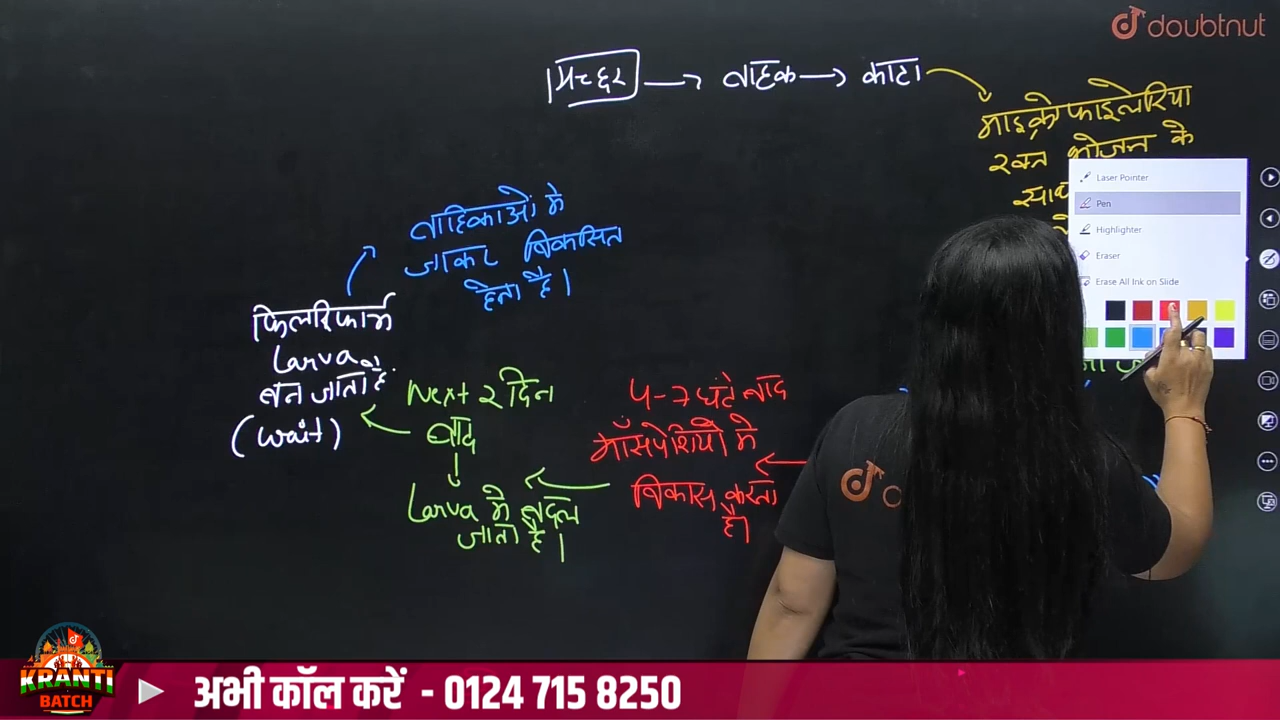 doubtnut
मच्छर → वाहक → काटा
माइक्रोफाइलेरिया
रक्त भोजन के
साथ
Laser Pointer
Pen
Highlighter
Eraser
Erase All Ink on Slide
वाहिकाओं मे
जाकर विकसित
होता है।
फिलरिफार्म
Larva
बन जाता है.
(wait)
Next 2 दिन
बाद
↓
Larva मे बदल
जाता है।
4-7 घंटे बाद
माँसपेशियों मे
विकास करता
है।
KRANTI
BATCH
अभी कॉल करें - 0124 715 8250